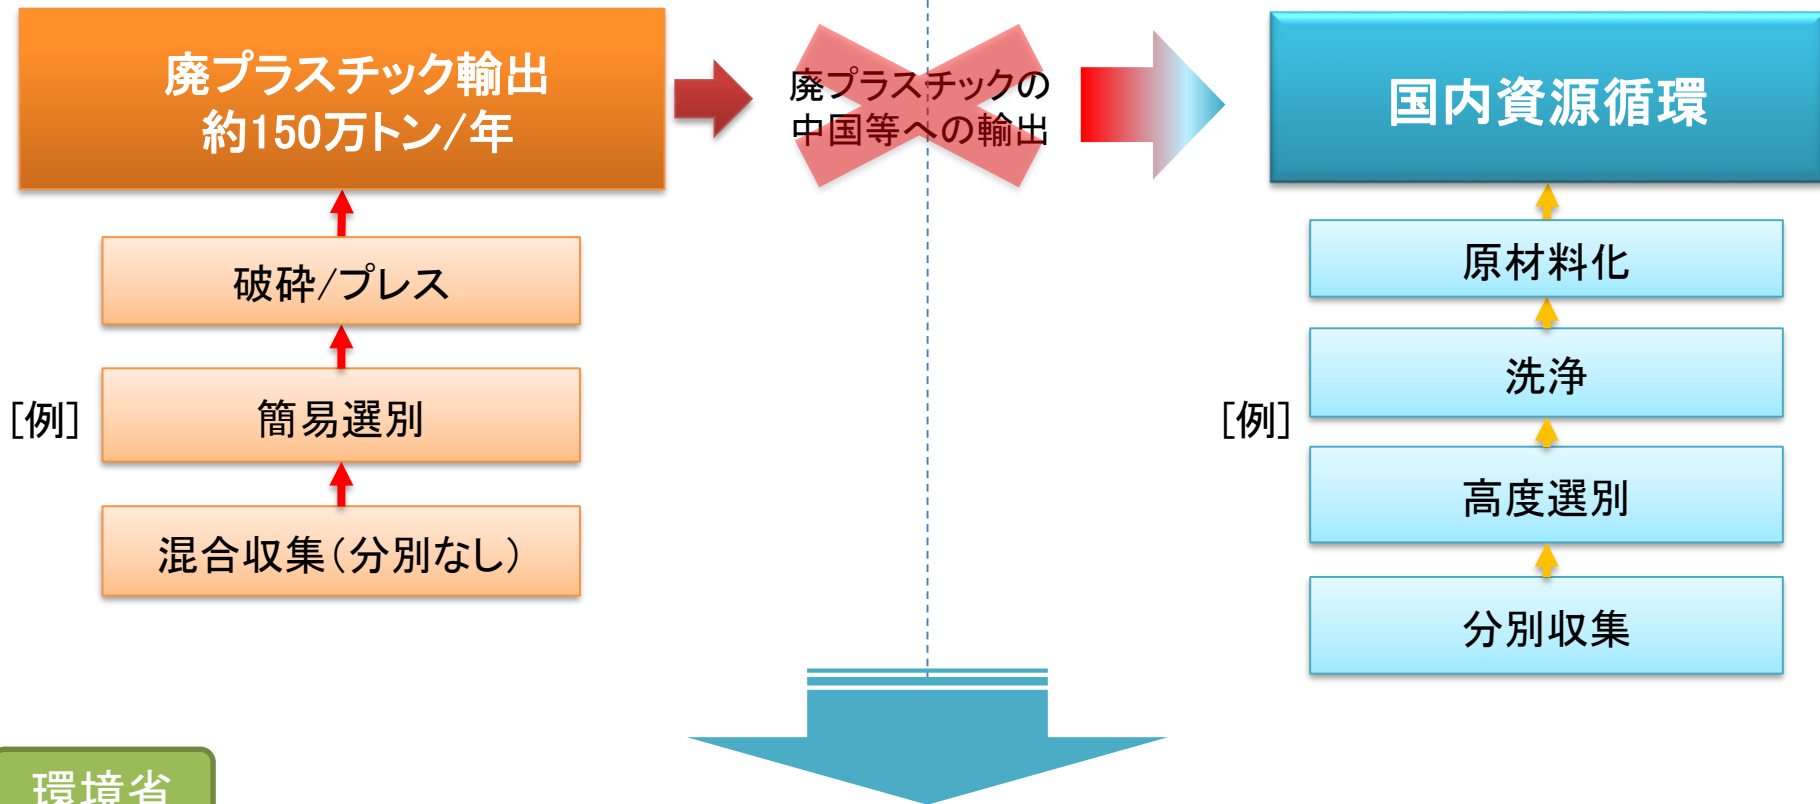 廃プラスチック輸出
約150万トン/年
廃プラスチックの
中国等への輸出
国内資源循環
破砕/プレス
簡易選別
混合収集(分別なし)
[例]
原材料化
洗浄
高度選別
分別収集
[例]
環境省